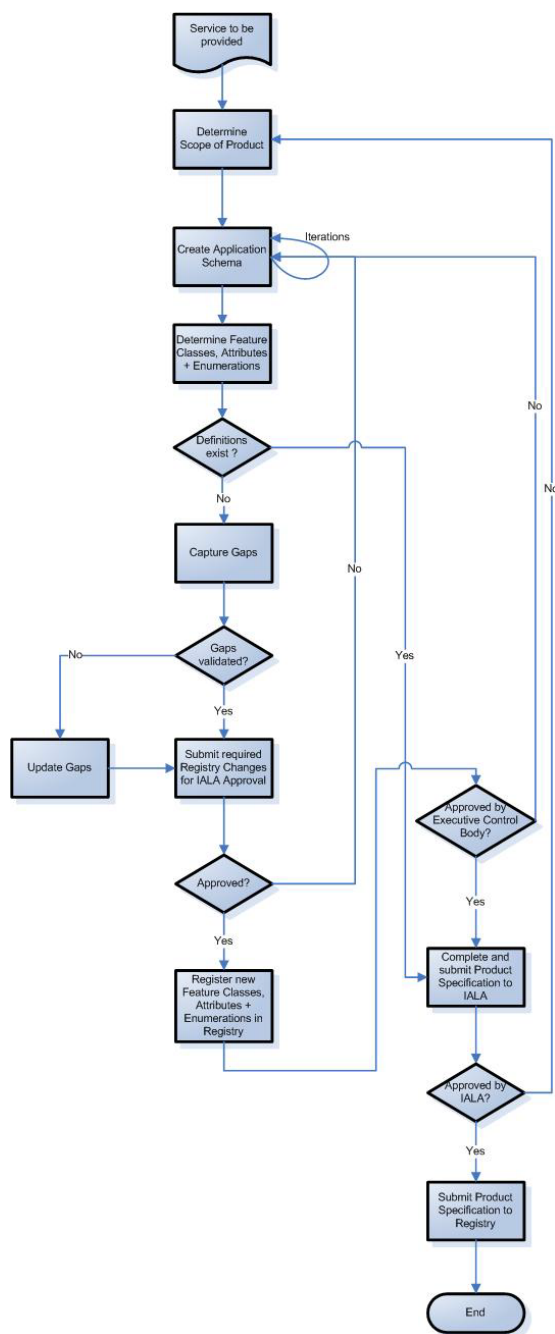 Service to be
provided
Determine
Scope of Product
Iterations
Create Application
Schema
Determine Feature
Classes, Attributes
+ Enumerations
No
Definitions
exist ?
No
No
Capture Gaps
No
Yes
Gaps
validated?
No
Yes
Update Gaps
Submit required
Registry Changes
for IALA Approval
Approved by
Executive Control
Body?
Approved?
Yes
Yes
Complete and
submit Product
Specification to
IALA
Register new
Feature Classes,
Attributes +
Enumerations in
Registry
Approved by
IALA?
Yes
Submit Product
Specification to
Registry
End